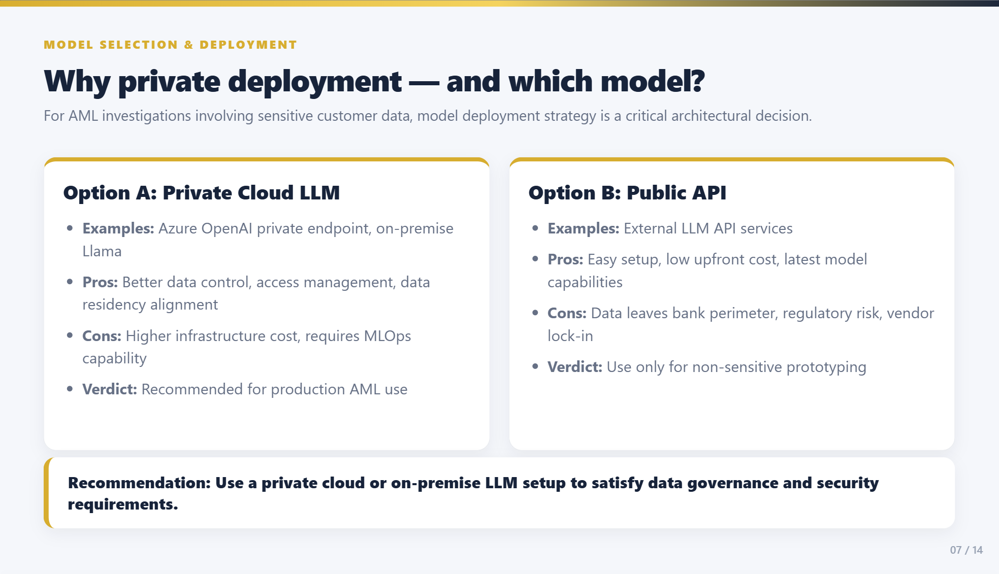 MODEL SELECTION & DEPLOYMENT
Why private deployment — and which model?
For AML investigations involving sensitive customer data, model deployment strategy is a critical architectural decision.
Option A: Private Cloud LLM
• Examples: Azure OpenAI private endpoint, on-premise
Llama
• Pros: Better data control, access management, data
residency alignment
• Cons: Higher infrastructure cost, requires MLOps
capability
• Verdict: Recommended for production AML use
Option B: Public API
• Examples: External LLM API services
• Pros: Easy setup, low upfront cost, latest model
capabilities
• Cons: Data leaves bank perimeter, regulatory risk, vendor
lock-in
• Verdict: Use only for non-sensitive prototyping
Recommendation: Use a private cloud or on-premise LLM setup to satisfy data governance and security
requirements.
07 / 14